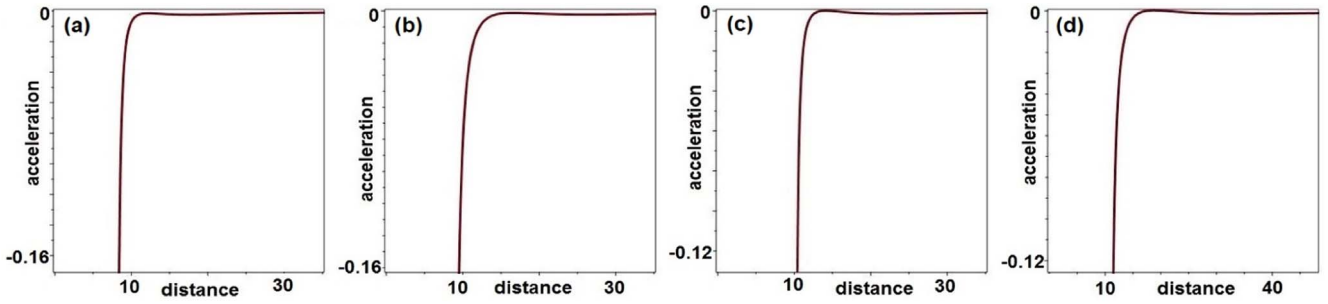 0
(a)
acceleration
-0.16
10
distance
30
0
(b)
acceleration
-0.16
10
distance
30
0
(c)
acceleration
-0.12
10
distance
30
0
(d)
acceleration
-0.12
10
distance
40